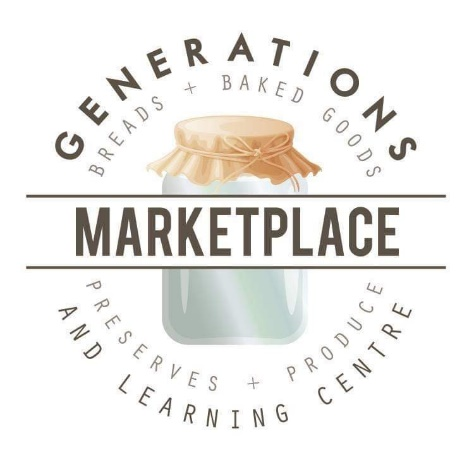 GENERATIONS
BREADS + BAKED GOODS
MARKETPLACE
PRESERVES + PRODUCE
AND LEARNING CENTRE